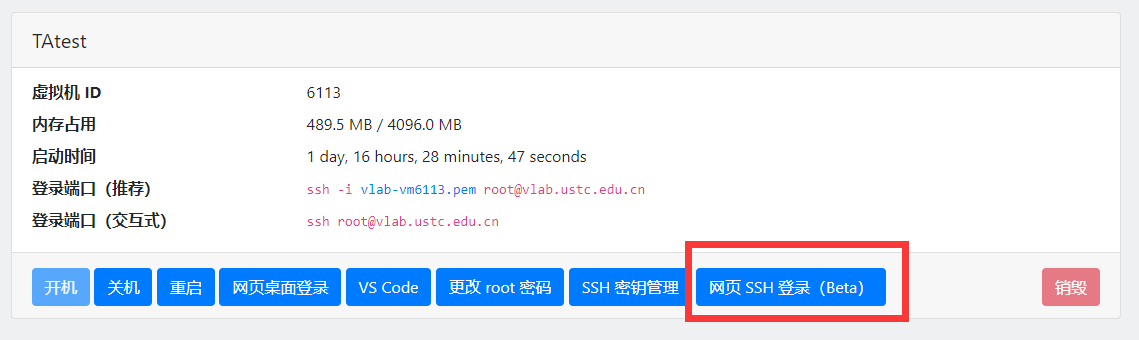 TAtest
虚拟机 ID 6113
内存占用 489.5 MB / 4096.0 MB
启动时间 1 day, 16 hours, 28 minutes, 47 seconds
登录端口（推荐） ssh -i vlab-vm6113.pem root@vlab.ustc.edu.cn
登录端口（交互式） ssh root@vlab.ustc.edu.cn
开机 关机 重启 网页桌面登录 VS Code 更改 root 密码 SSH 密钥管理 网页 SSH 登录（Beta） 销毁